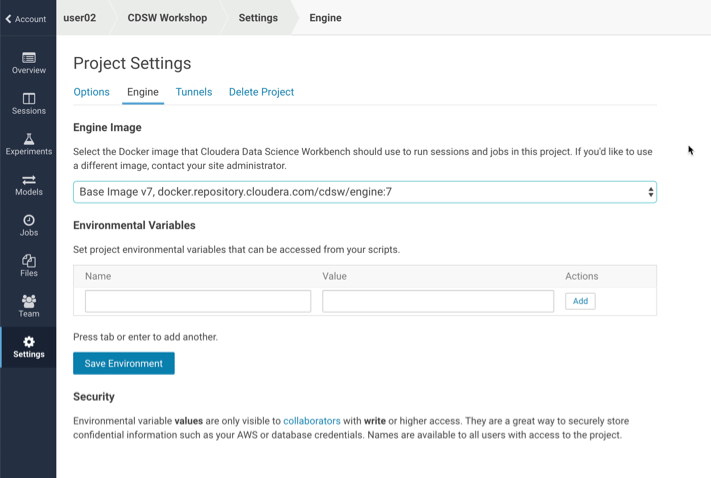 Account
user02
CDSW Workshop
Settings
Engine
Overview
Sessions
Experiments
Models
Jobs
Files
Team
Settings
Project Settings
Options
Engine
Tunnels
Delete Project
Engine Image
Select the Docker image that Cloudera Data Science Workbench should use to run sessions and jobs in this project. If you'd like to use
a different image, contact your site administrator.
Base Image v7, docker.repository.cloudera.com/cdsw/engine:7
Environmental Variables
Set project environmental variables that can be accessed from your scripts.
Name
Value
Actions
Add
Press tab or enter to add another.
Save Environment
Security
Environmental variable values are only visible to collaborators with write or higher access. They are a great way to securely store
confidential information such as your AWS or database credentials. Names are available to all users with access to the project.